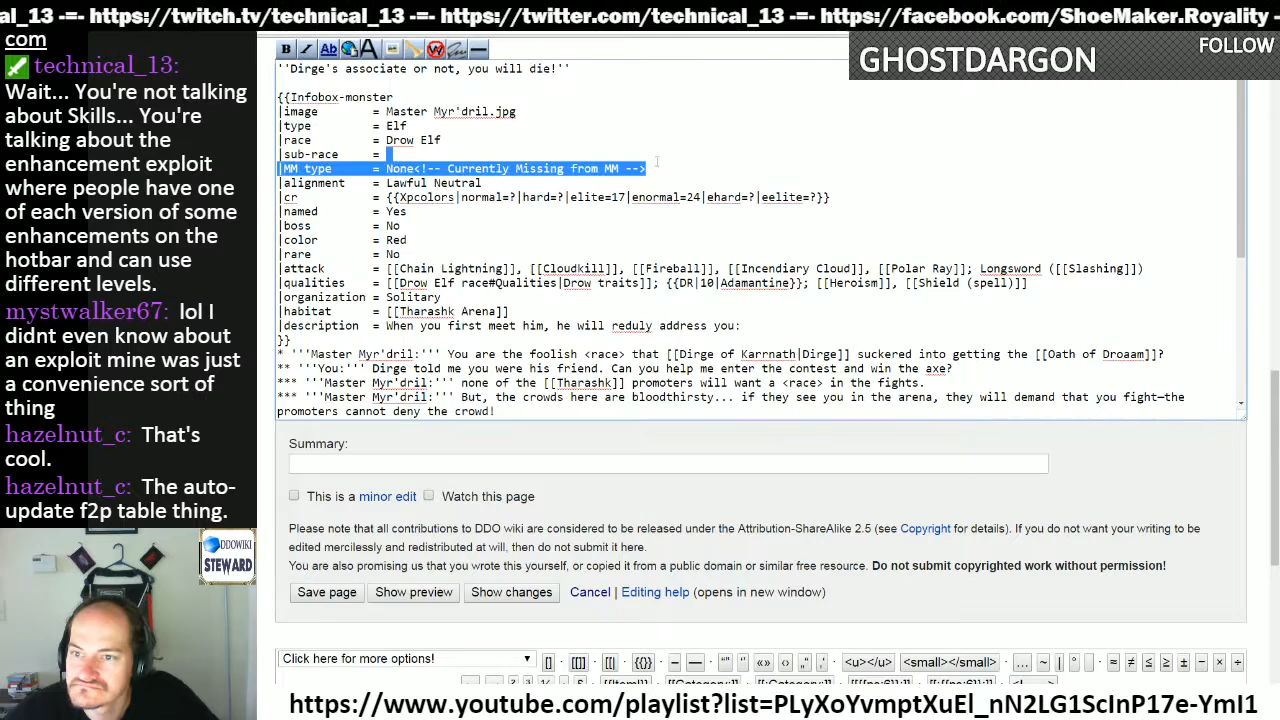 al_13 -=- https://twitch.tv/technical_13 -=- https://twitter.com/technical_13 -=- https://facebook.com/ShoeMaker.Royality -
com
technical_13:
Wait... You're not talking
about Skills... You're
talking about the
enhancement exploit
where people have one
of each version of some
enhancements on the
hotbar and can use
different levels.
mystwalker67: lol I
didnt even know about
an exploit mine was just
a convenience sort of
thing
hazelnut_c: That's
cool.
hazelnut_c: The auto-
update f2p table thing.
DDOWIKI
STEWARD
GHOSTDARGON
FOLLOW
B I Ab A W
''Dirge's associate or not, you will die!''
{{Infobox-monster
|image = Master Myr'dril.jpg
|type = Elf
|race = Drow Elf
|sub-race =
|MM type = None<!-- Currently Missing from MM -->
|alignment = Lawful Neutral
|cr = {{Xpcolors|normal=?|hard=?|elite=17|enormal=24|ehard=?|eelite=?}}
|named = Yes
|boss = No
|color = Red
|rare = No
|attack = [[Chain Lightning]], [[Cloudkill]], [[Fireball]], [[Incendiary Cloud]], [[Polar Ray]]; Longsword ([[Slashing]])
|qualities = [[Drow Elf race#Qualities|Drow traits]]; {{DR|10|Adamantine}}; [[Heroism]], [[Shield (spell)]]
|organization = Solitary
|habitat = [[Tharashk Arena]]
|description = When you first meet him, he will reduly address you:
}}
* '''Master Myr'dril:''' You are the foolish <race> that [[Dirge of Karrnath|Dirge]] suckered into getting the [[Oath of Droaam]]?
** '''You:''' Dirge told me you were his friend. Can you help me enter the contest and win the axe?
*** '''Master Myr'dril:''' none of the [[Tharashk]] promoters will want a <race> in the fights.
*** '''Master Myr'dril:''' But, the crowds here are bloodthirsty... if they see you in the arena, they will demand that you fight—the
promoters cannot deny the crowd!
Summary:
This is a minor edit Watch this page
Please note that all contributions to DDO wiki are considered to be released under the Attribution-ShareAlike 2.5 (see Copyright for details). If you do not want your writing to be
edited mercilessly and redistributed at will, then do not submit it here.
You are also promising us that you wrote this yourself, or copied it from a public domain or similar free resource. Do not submit copyrighted work without permission!
Save page Show preview Show changes Cancel | Editing help (opens in new window)
Click here for more options! [] [[]] [[| {{}} · – — · “” ‘’ «» ‹› „“ ‚‘ · <u></u> <small></small> · … ~ | ° · ≈ ≠ ≤ ≥ ± − × ÷
https://www.youtube.com/playlist?list=PLyXoYvmptXuEl_nN2LG1ScInP17e-YmI1